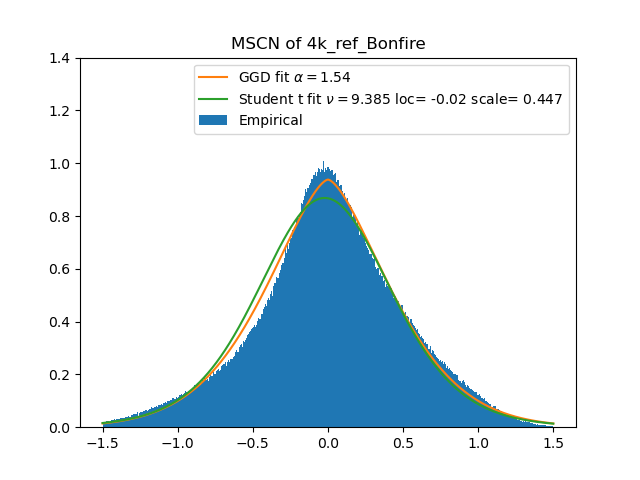 MSCN of 4k_ref_Bonfire
GGD fit α = 1.54
Student t fit ν = 9.385 loc= -0.02 scale= 0.447
Empirical
1.4
1.2
1.0
0.8
0.6
0.4
0.2
0.0
−1.5 −1.0 −0.5 0.0 0.5 1.0 1.5